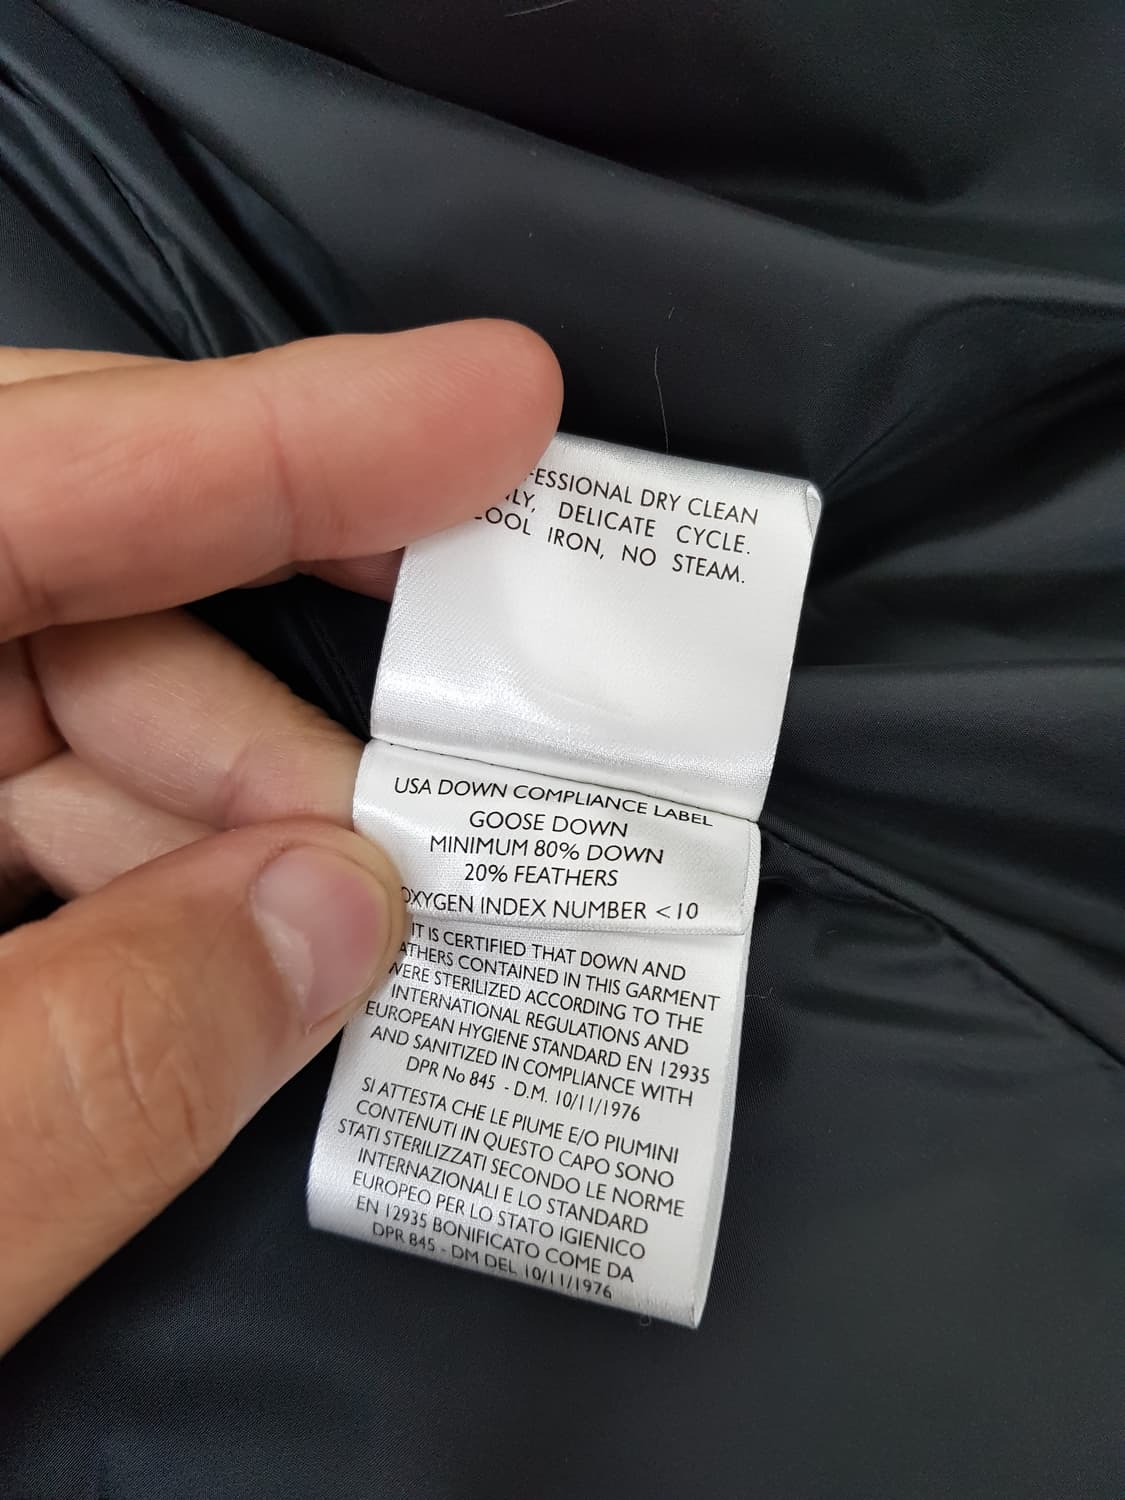 FESSIONAL DRY CLEAN
LY, DELICATE CYCLE.
OOL IRON, NO STEAM.
USA DOWN COMPLIANCE LABEL
GOOSE DOWN
MINIMUM 80% DOWN
20% FEATHERS
OXYGEN INDEX NUMBER <10
IT IS CERTIFIED THAT DOWN AND
ATHERS CONTAINED IN THIS GARMENT
WERE STERILIZED ACCORDING TO THE
INTERNATIONAL REGULATIONS AND
EUROPEAN HYGIENE STANDARD EN 12935
AND SANITIZED IN COMPLIANCE WITH
DPR No 845 - D.M. 10/11/1976
SI ATTESTA CHE LE PIUME E/O PIUMINI
CONTENUTI IN QUESTO CAPO SONO
STATI STERILIZZATI SECONDO LE NORME
INTERNAZIONALI E LO STANDARD
EUROPEO PER LO STATO IGIENICO
EN 12935 BONIFICATO COME DA
DPR 845 - DM DEL 10/11/1976